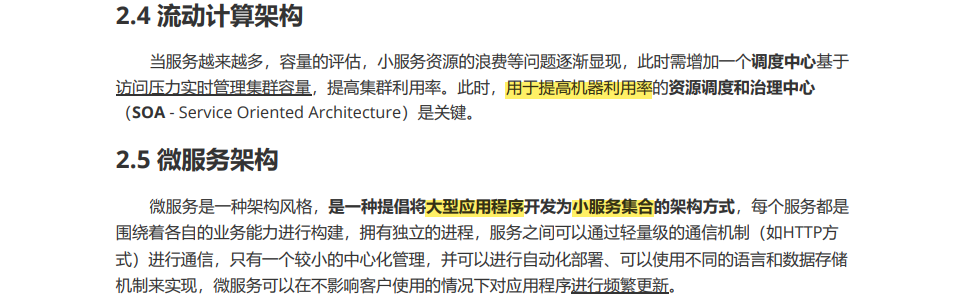 2.4 流动计算架构
当服务越来越多，容量的评估，小服务资源的浪费等问题逐渐显现，此时需增加一个调度中心基于
访问压力实时管理集群容量，提高集群利用率。此时，用于提高机器利用率的资源调度和治理中心
（SOA - Service Oriented Architecture）是关键。
2.5 微服务架构
微服务是一种架构风格，是一种提倡将大型应用程序开发为小服务集合的架构方式，每个服务都是
围绕着各自的业务能力进行构建，拥有独立的进程，服务之间可以通过轻量级的通信机制（如HTTP方
式）进行通信，只有一个较小的中心化管理，并可以进行自动化部署、可以使用不同的语言和数据存储
机制来实现，微服务可以在不影响客户使用的情况下对应用程序进行频繁更新。